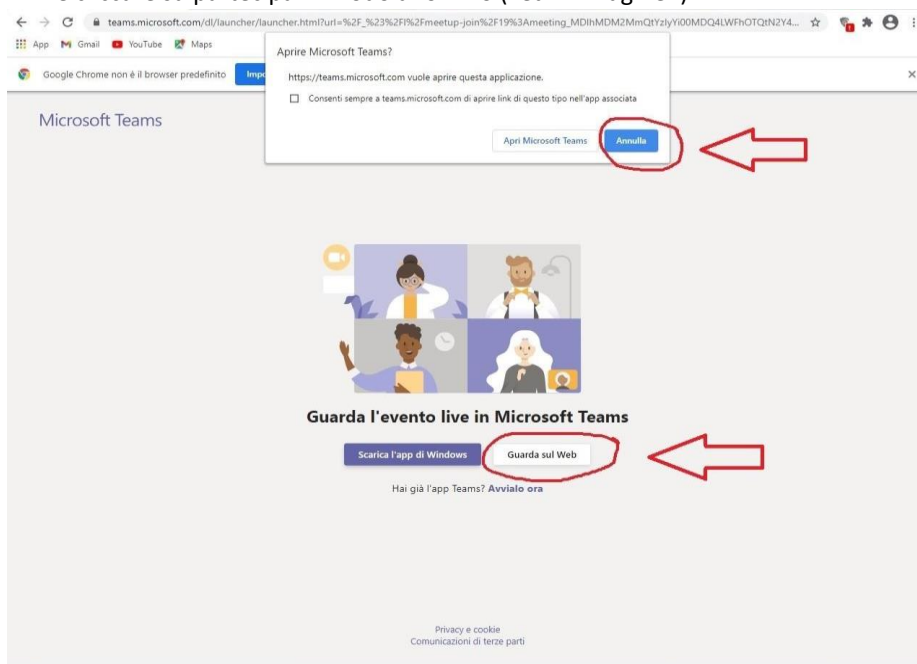 teams.microsoft.com/dl/launcher/launcher.html?url=%2F_%23%2Fl%2Fmeetup-join%2F19%3Ameeting_MDlhMDM2MmQtYzIyYi00MDQ4LWFhOTQtN2Y4...
App Gmail YouTube Maps
Google Chrome non è il browser predefinito
Aprire Microsoft Teams?
https://teams.microsoft.com vuole aprire questa applicazione.
Consenti sempre a teams.microsoft.com di aprire link di questo tipo nell'app associata
Apri Microsoft Teams Annulla
Microsoft Teams
Guarda l'evento live in Microsoft Teams
Scarica l'app di Windows Guarda sul Web
Hai già l'app Teams? Avvialo ora
Privacy e cookie
Comunicazioni di terze parti